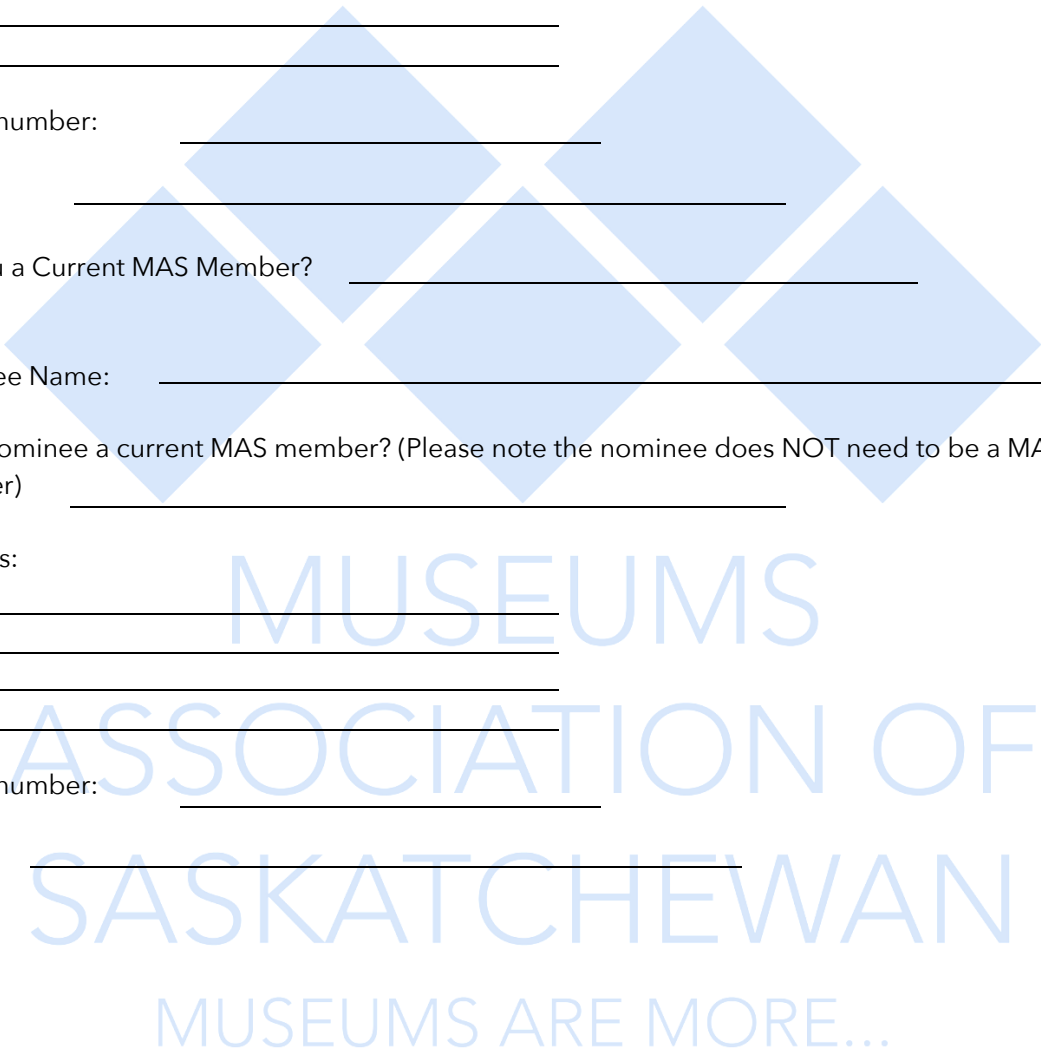 number:
u a Current MAS Member?
ee Name:
ominee a current MAS member? (Please note the nominee does NOT need to be a MA
er)
s:
MUSEUMS
ASSOCIATION OF
number:
SASKATCHEWAN
MUSEUMS ARE MORE...